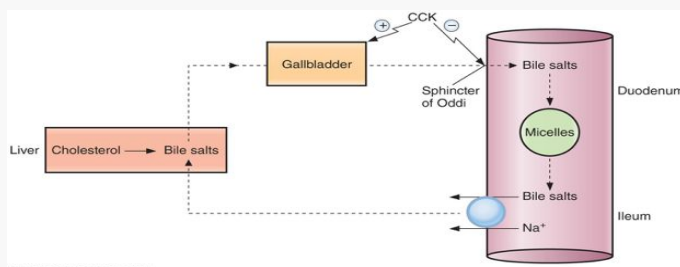 CCK
+
−
Gallbladder
Bile salts
Sphincter
of Oddi
Duodenum
Micelles
Liver
Cholesterol
Bile salts
Bile salts
Ileum
Na⁺